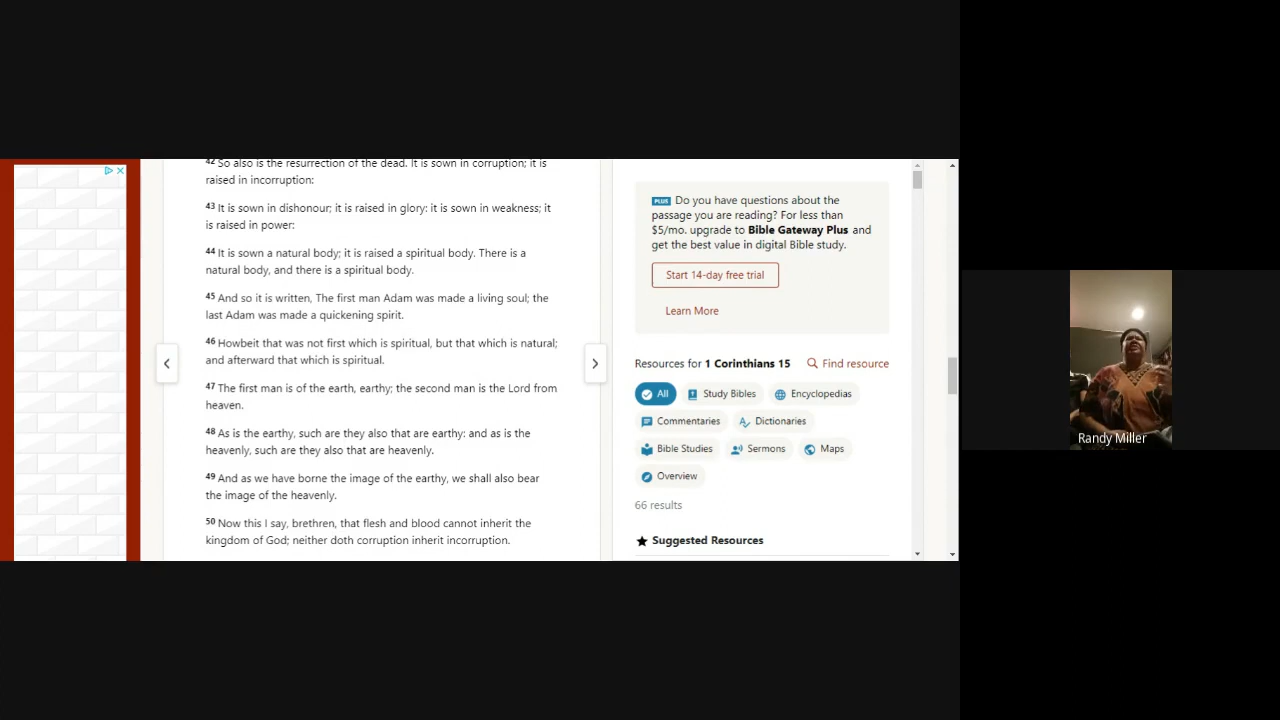 42 So also is the resurrection of the dead. It is sown in corruption; it is
raised in incorruption:
43 It is sown in dishonour; it is raised in glory: it is sown in weakness; it
is raised in power:
44 It is sown a natural body; it is raised a spiritual body. There is a
natural body, and there is a spiritual body.
45 And so it is written, The first man Adam was made a living soul; the
last Adam was made a quickening spirit.
46 Howbeit that was not first which is spiritual, but that which is natural;
and afterward that which is spiritual.
47 The first man is of the earth, earthy; the second man is the Lord from
heaven.
48 As is the earthy, such are they also that are earthy: and as is the
heavenly, such are they also that are heavenly.
49 And as we have borne the image of the earthy, we shall also bear
the image of the heavenly.
50 Now this I say, brethren, that flesh and blood cannot inherit the
kingdom of God; neither doth corruption inherit incorruption.
PLUS Do you have questions about the
passage you are reading? For less than
$5/mo. upgrade to Bible Gateway Plus and
get the best value in digital Bible study.
Start 14-day free trial
Learn More
Resources for 1 Corinthians 15 Find resource
All Study Bibles Encyclopedias
Commentaries Dictionaries
Bible Studies Sermons Maps
Overview
66 results
Suggested Resources
Randy Miller